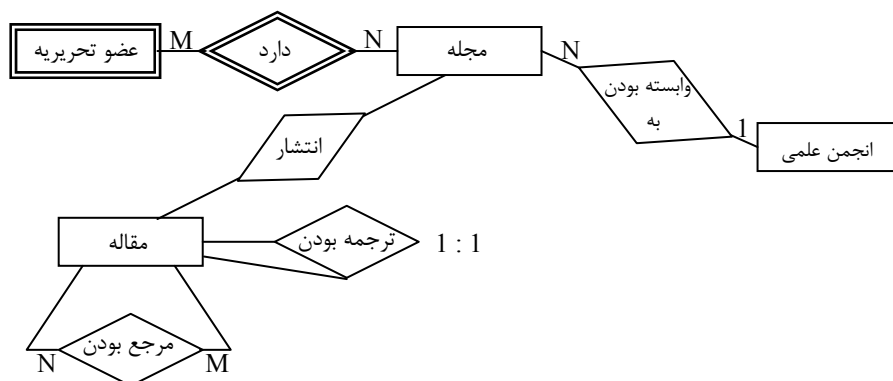 عضو تحریریه
M
دارد
N
مجله
N
وابسته بودن
به
1
انجمن علمی
انتشار
مقاله
ترجمه بودن
1 : 1
N
مرجع بودن
M